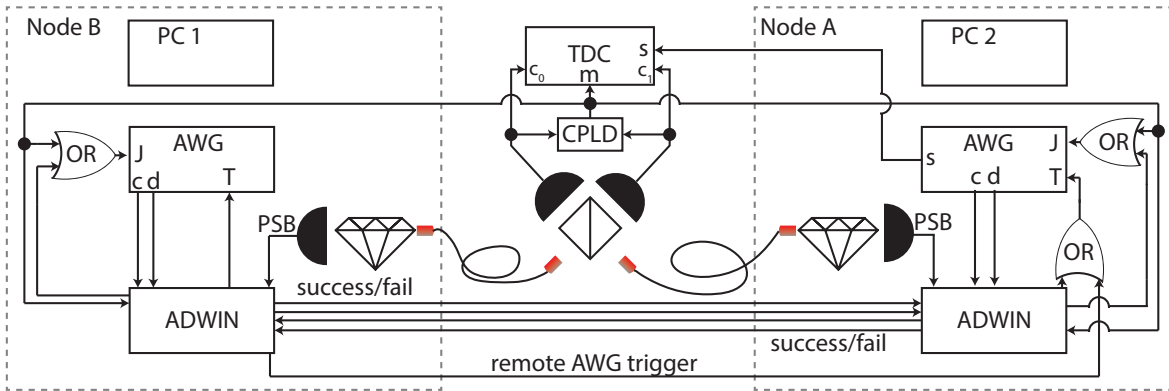 Node B
PC 1
TDC
s
c0
m
c1
Node A
PC 2
OR
J
AWG
c d
T
CPLD
AWG
s
c d
J
T
OR
PSB
PSB
OR
success/fail
ADWIN
ADWIN
success/fail
remote AWG trigger